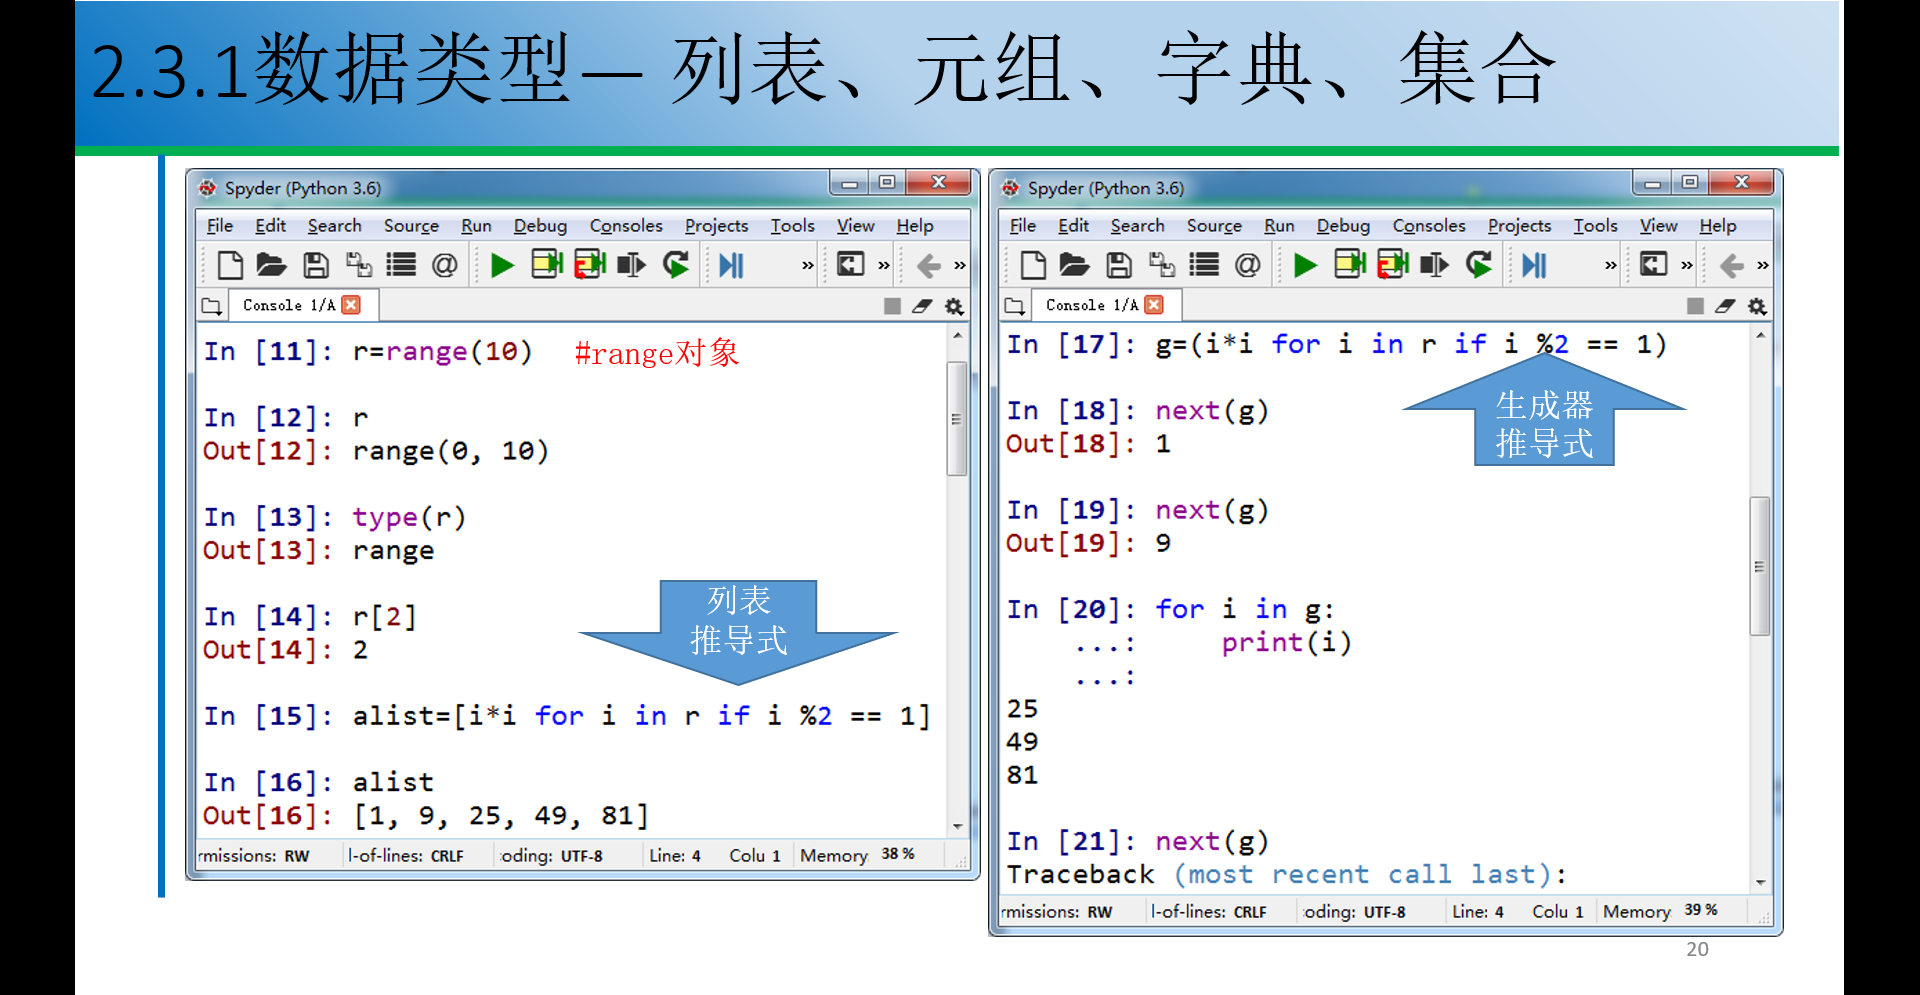 2.3.1数据类型— 列表、元组、字典、集合
Spyder (Python 3.6)
File Edit Search Source Run Debug Consoles Projects Tools View Help
Console 1/A
In [11]: r=range(10) #range对象
In [12]: r
Out[12]: range(0, 10)
In [13]: type(r)
Out[13]: range
In [14]: r[2]
Out[14]: 2
列表
推导式
In [15]: alist=[i*i for i in r if i %2 == 1]
In [16]: alist
Out[16]: [1, 9, 25, 49, 81]
rmissions: RW l-of-lines: CRLF oding: UTF-8 Line: 4 Colu 1 Memory 38 %
Spyder (Python 3.6)
File Edit Search Source Run Debug Consoles Projects Tools View Help
Console 1/A
In [17]: g=(i*i for i in r if i %2 == 1)
生成器
推导式
In [18]: next(g)
Out[18]: 1
In [19]: next(g)
Out[19]: 9
In [20]: for i in g:
...: print(i)
...:
25
49
81
In [21]: next(g)
Traceback (most recent call last):
rmissions: RW l-of-lines: CRLF oding: UTF-8 Line: 4 Colu 1 Memory 39 %
20